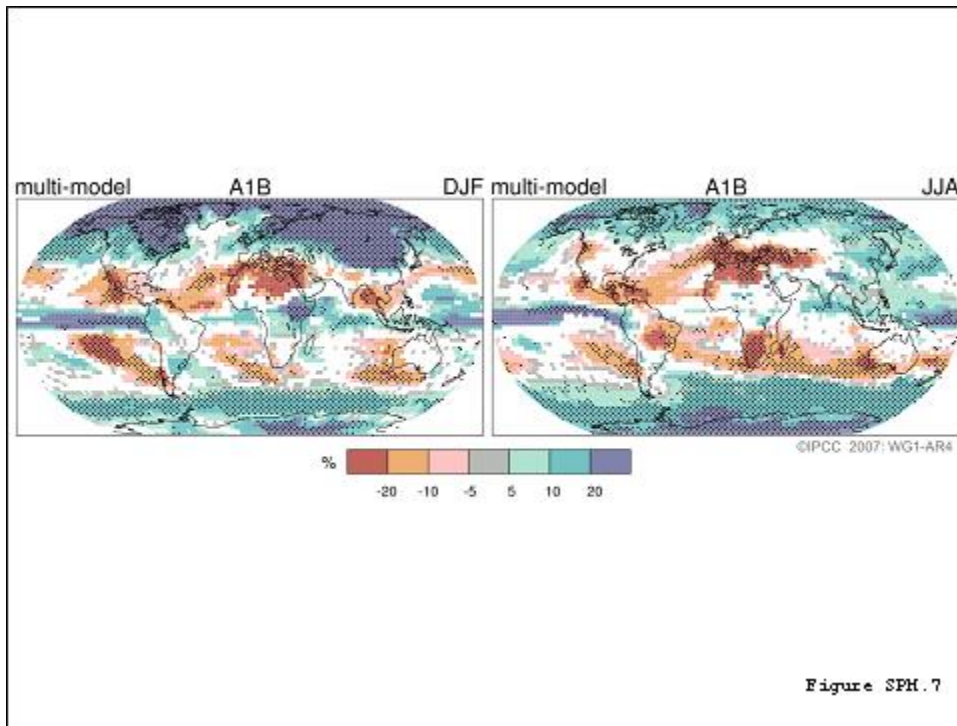 multi-model A1B DJF multi-model A1B JJA
©IPCC 2007: WG1-AR4
%
-20 -10 -5 5 10 20
Figure SPM.7